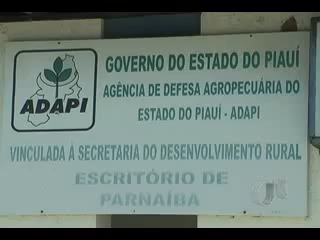 ADAPI
GOVERNO DO ESTADO DO PIAUÍ
AGÊNCIA DE DEFESA AGROPECUÁRIA DO
ESTADO DO PIAUÍ - ADAPI
VINCULADA À SECRETARIA DO DESENVOLVIMENTO RURAL
ESCRITÓRIO DE
PARNAÍBA